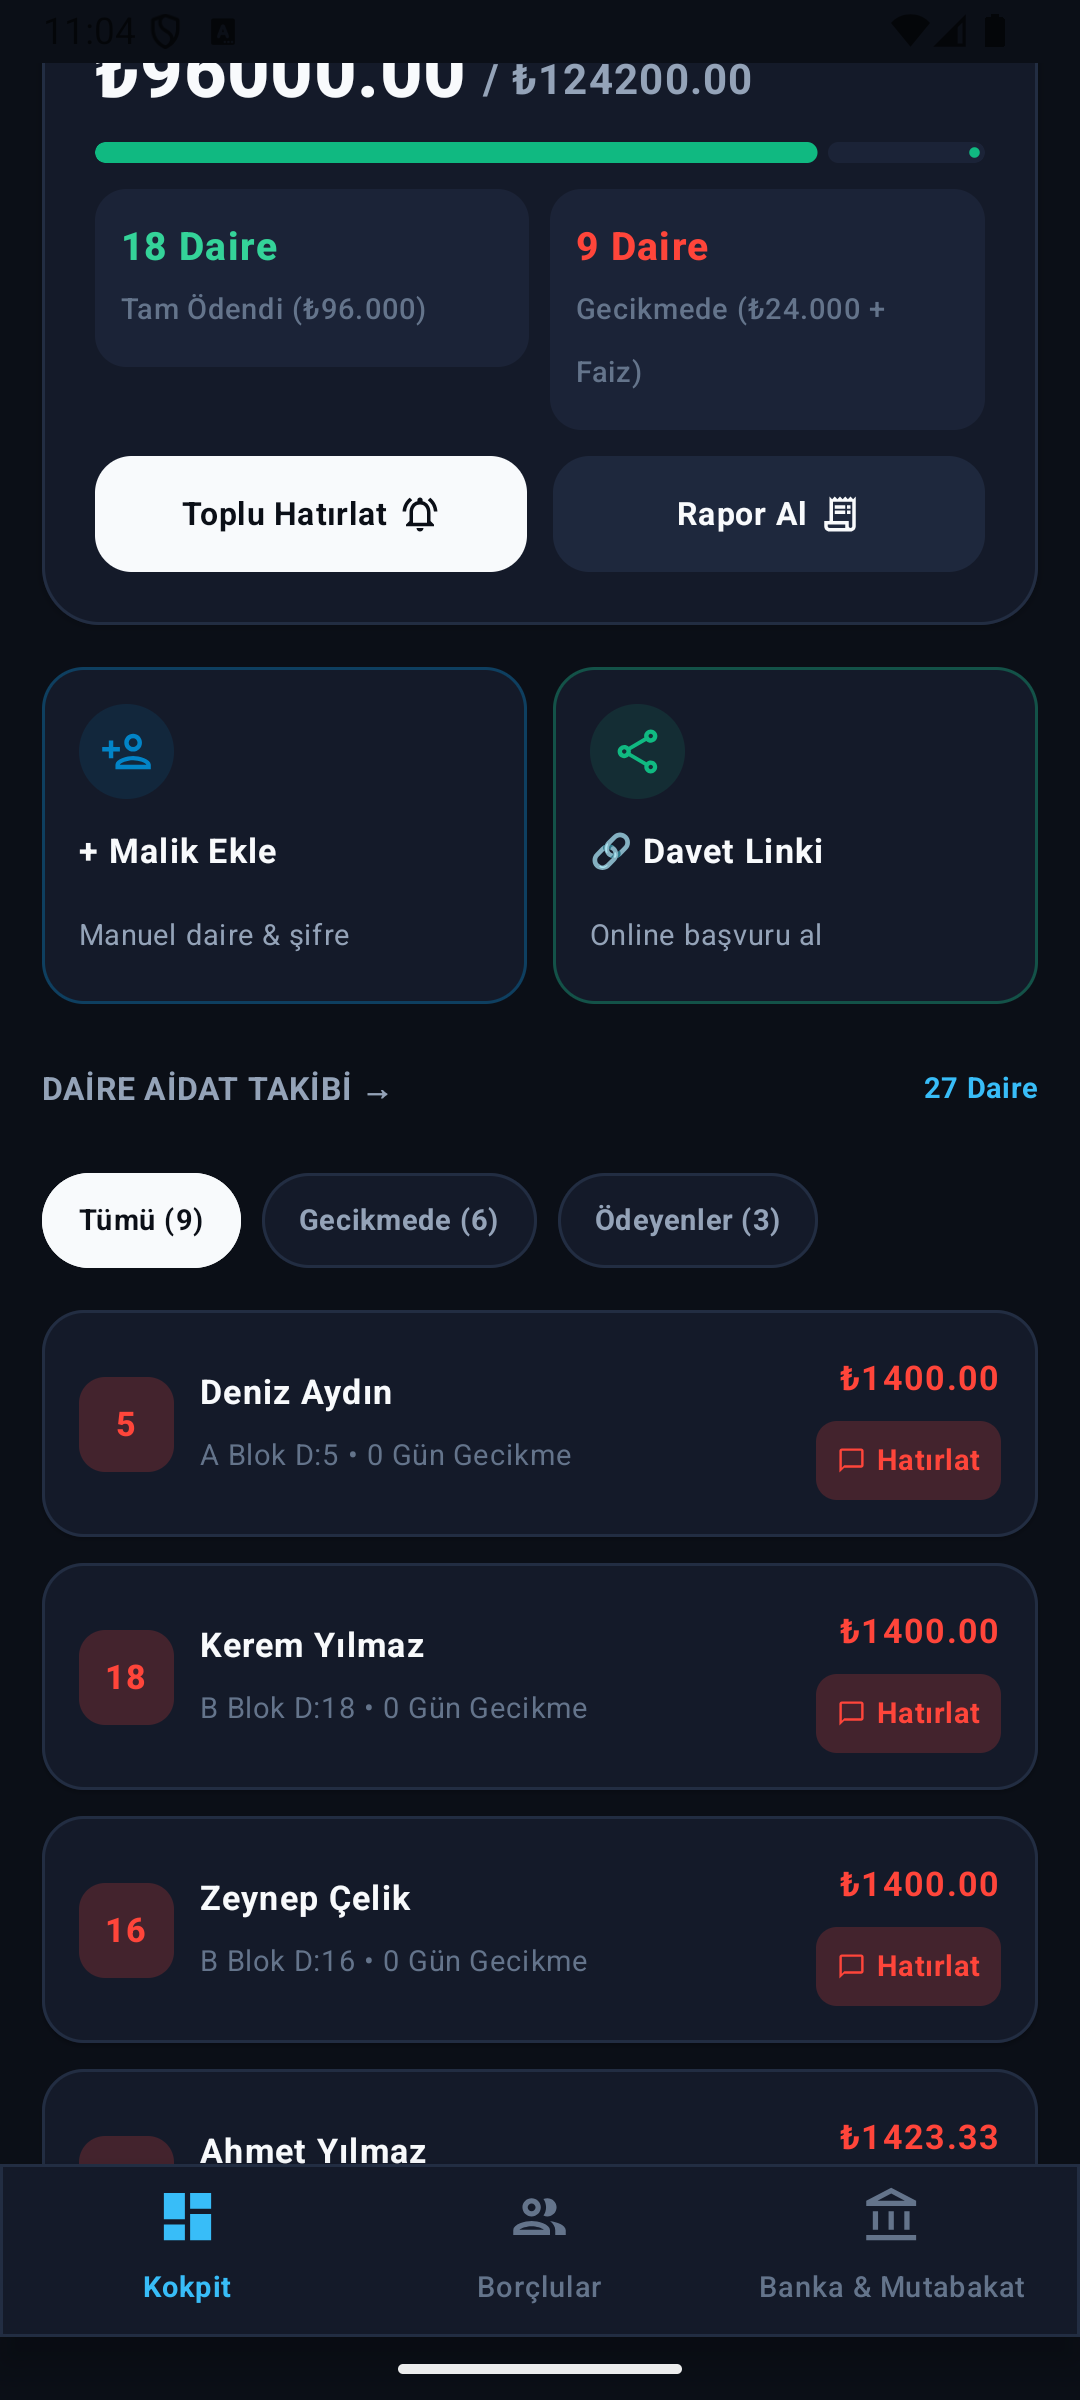 11:04
₺96000.00 / ₺124200.00
18 Daire
Tam Ödendi (₺96.000)
9 Daire
Gecikmede (₺24.000 +
Faiz)
Toplu Hatırlat
Rapor Al
+ Malik Ekle
Manuel daire & şifre
🔗 Davet Linki
Online başvuru al
DAİRE AİDAT TAKİBİ →
27 Daire
Tümü (9)
Gecikmede (6)
Ödeyenler (3)
5
Deniz Aydın
A Blok D:5 • 0 Gün Gecikme
₺1400.00
Hatırlat
18
Kerem Yılmaz
B Blok D:18 • 0 Gün Gecikme
₺1400.00
Hatırlat
16
Zeynep Çelik
B Blok D:16 • 0 Gün Gecikme
₺1400.00
Hatırlat
Ahmet Yılmaz
₺1423.33
Kokpit
Borçlular
Banka & Mutabakat